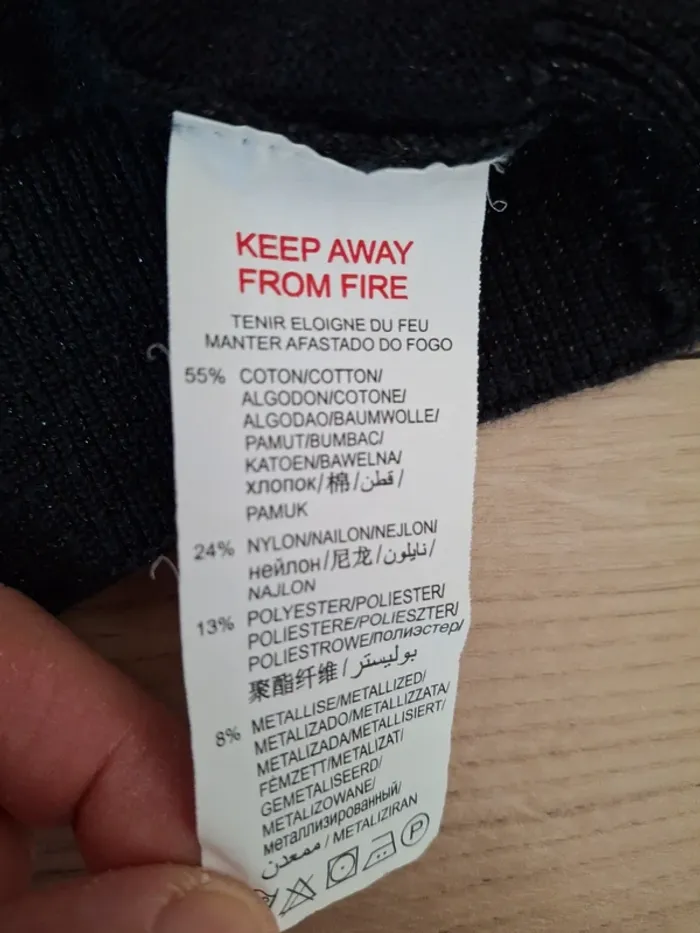 KEEP AWAY
FROM FIRE
TENIR ELOIGNE DU FEU
MANTER AFASTADO DO FOGO
55% COTON/COTTON/
ALGODON/COTONE/
ALGODAO/BAUMWOLLE/
PAMUT/BUMBAC/
KATOEN/BAWELNA/
хлопок/棉/قطن/
PAMUK
24% NYLON/NAILON/NEJLON/
нейлон/尼龙/نايلون/
NAJLON
13% POLYESTER/POLIESTER/
POLIESTERE/POLIESZTER/
POLIESTROWE/полиэстер/
聚酯纤维/بوليستر
8% METALLISE/METALLIZED/
METALIZADO/METALLIZZATA/
METALIZADA/METALLISIERT/
FÉMZETT/METALIZAT/
GEMETALISEERD/
METALIZOWANE/
металлизированный/
ممعدن/METALIZIRAN
P